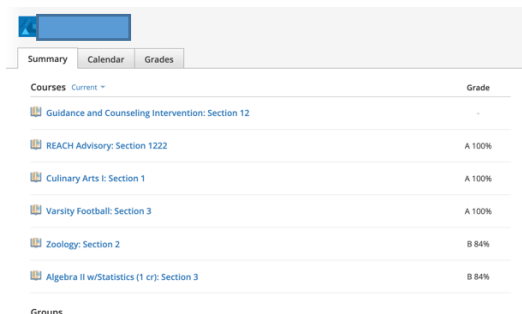 Summary Calendar Grades
Courses Current Grade
Guidance and Counseling Intervention: Section 12 -
REACH Advisory: Section 1222 A 100%
Culinary Arts I: Section 1 A 100%
Varsity Football: Section 3 A 100%
Zoology: Section 2 B 84%
Algebra II w/Statistics (1 cr): Section 3 B 84%
Groups